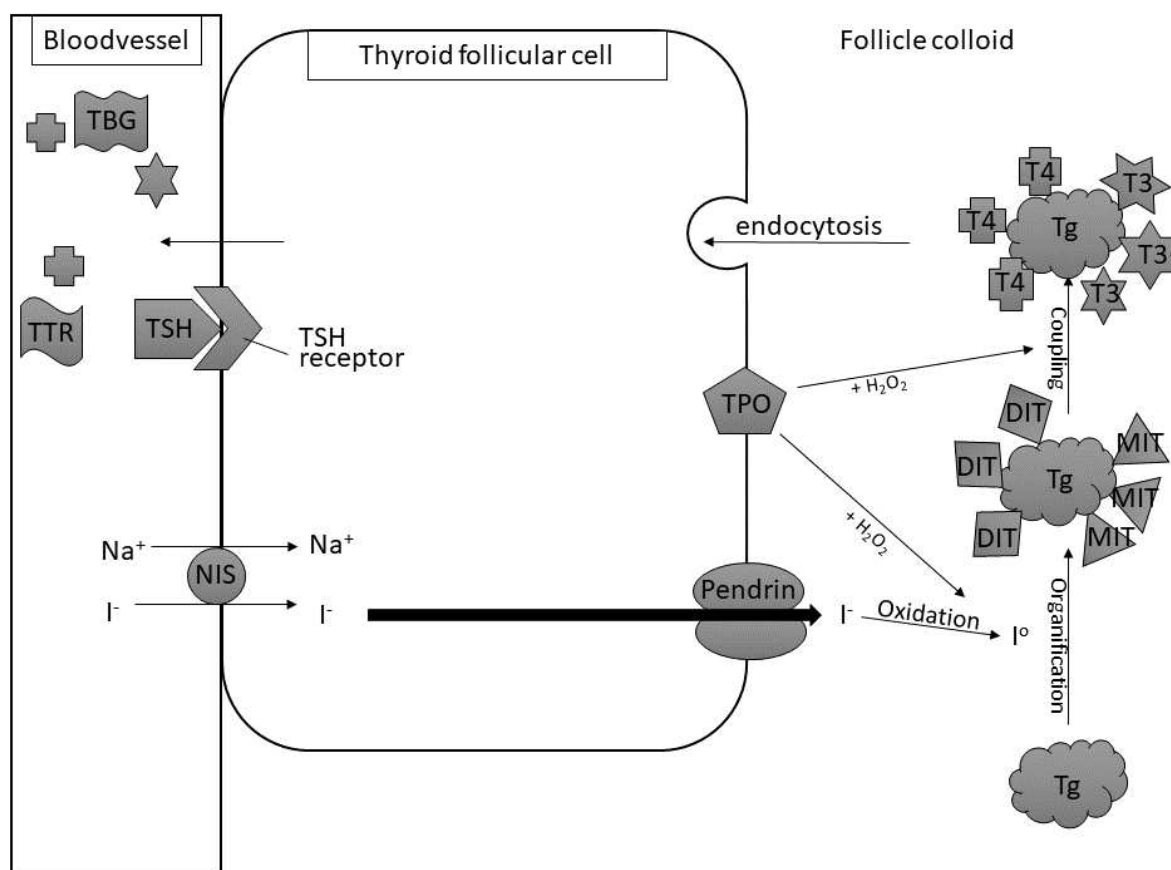 Bloodvessel
Thyroid follicular cell
Follicle colloid
TBG
T4
T3
T4
Tg
T3
T4
T3
endocytosis
TTR
TSH
TSH
receptor
Coupling
+ H₂O₂
TPO
DIT
MIT
DIT
Tg
MIT
DIT
MIT
+ H₂O₂
Na⁺
Na⁺
NIS
Pendrin
I⁻
I⁻
I⁻
Oxidation
I⁰
Organification
Tg